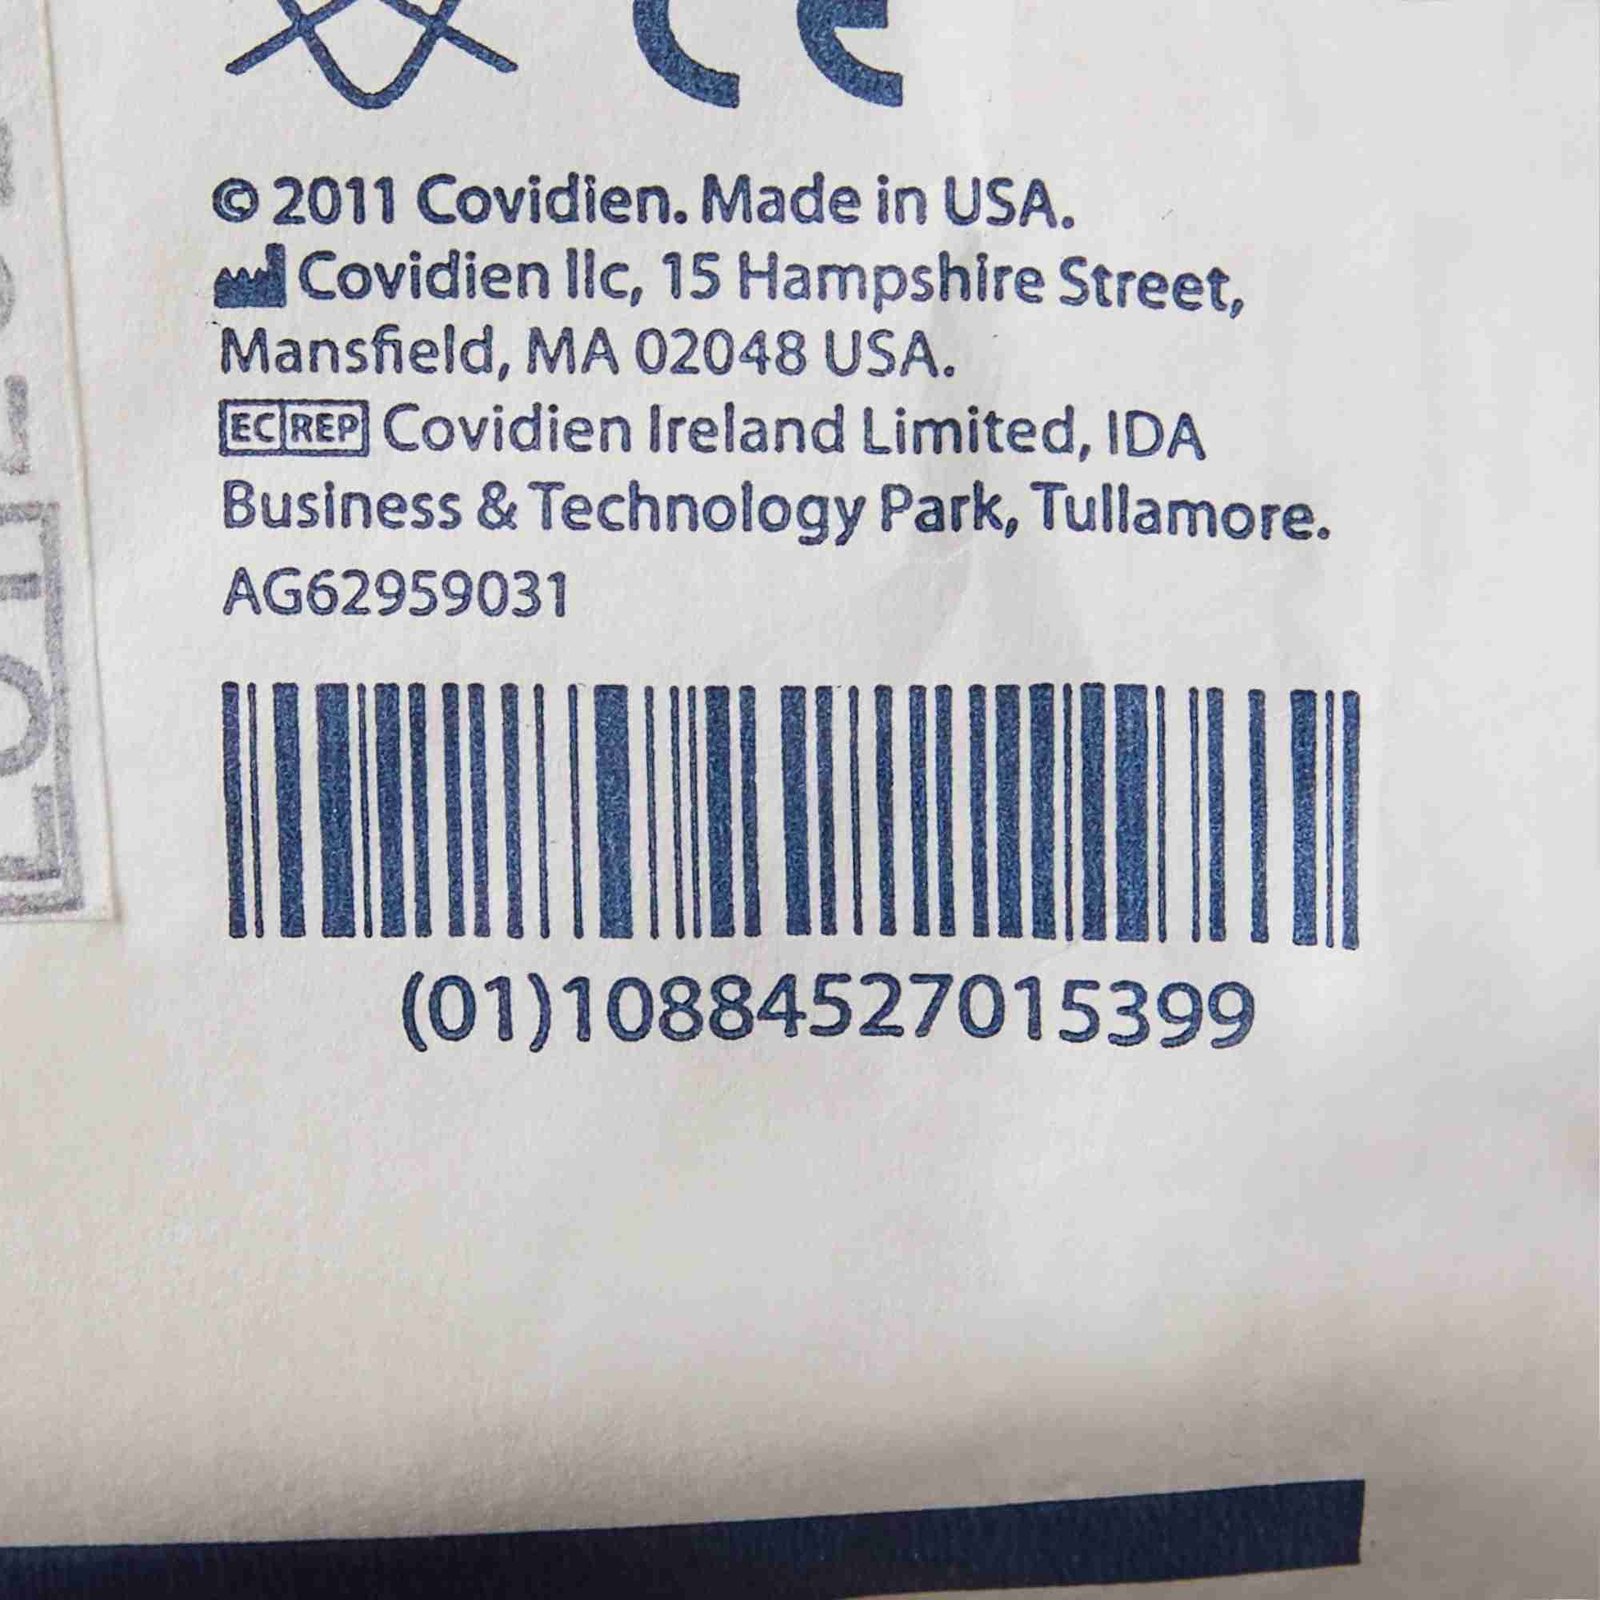 CE
© 2011 Covidien. Made in USA.
Covidien llc, 15 Hampshire Street,
Mansfield, MA 02048 USA.
EC REP Covidien Ireland Limited, IDA
Business & Technology Park, Tullamore.
AG62959031
(01)10884527015399